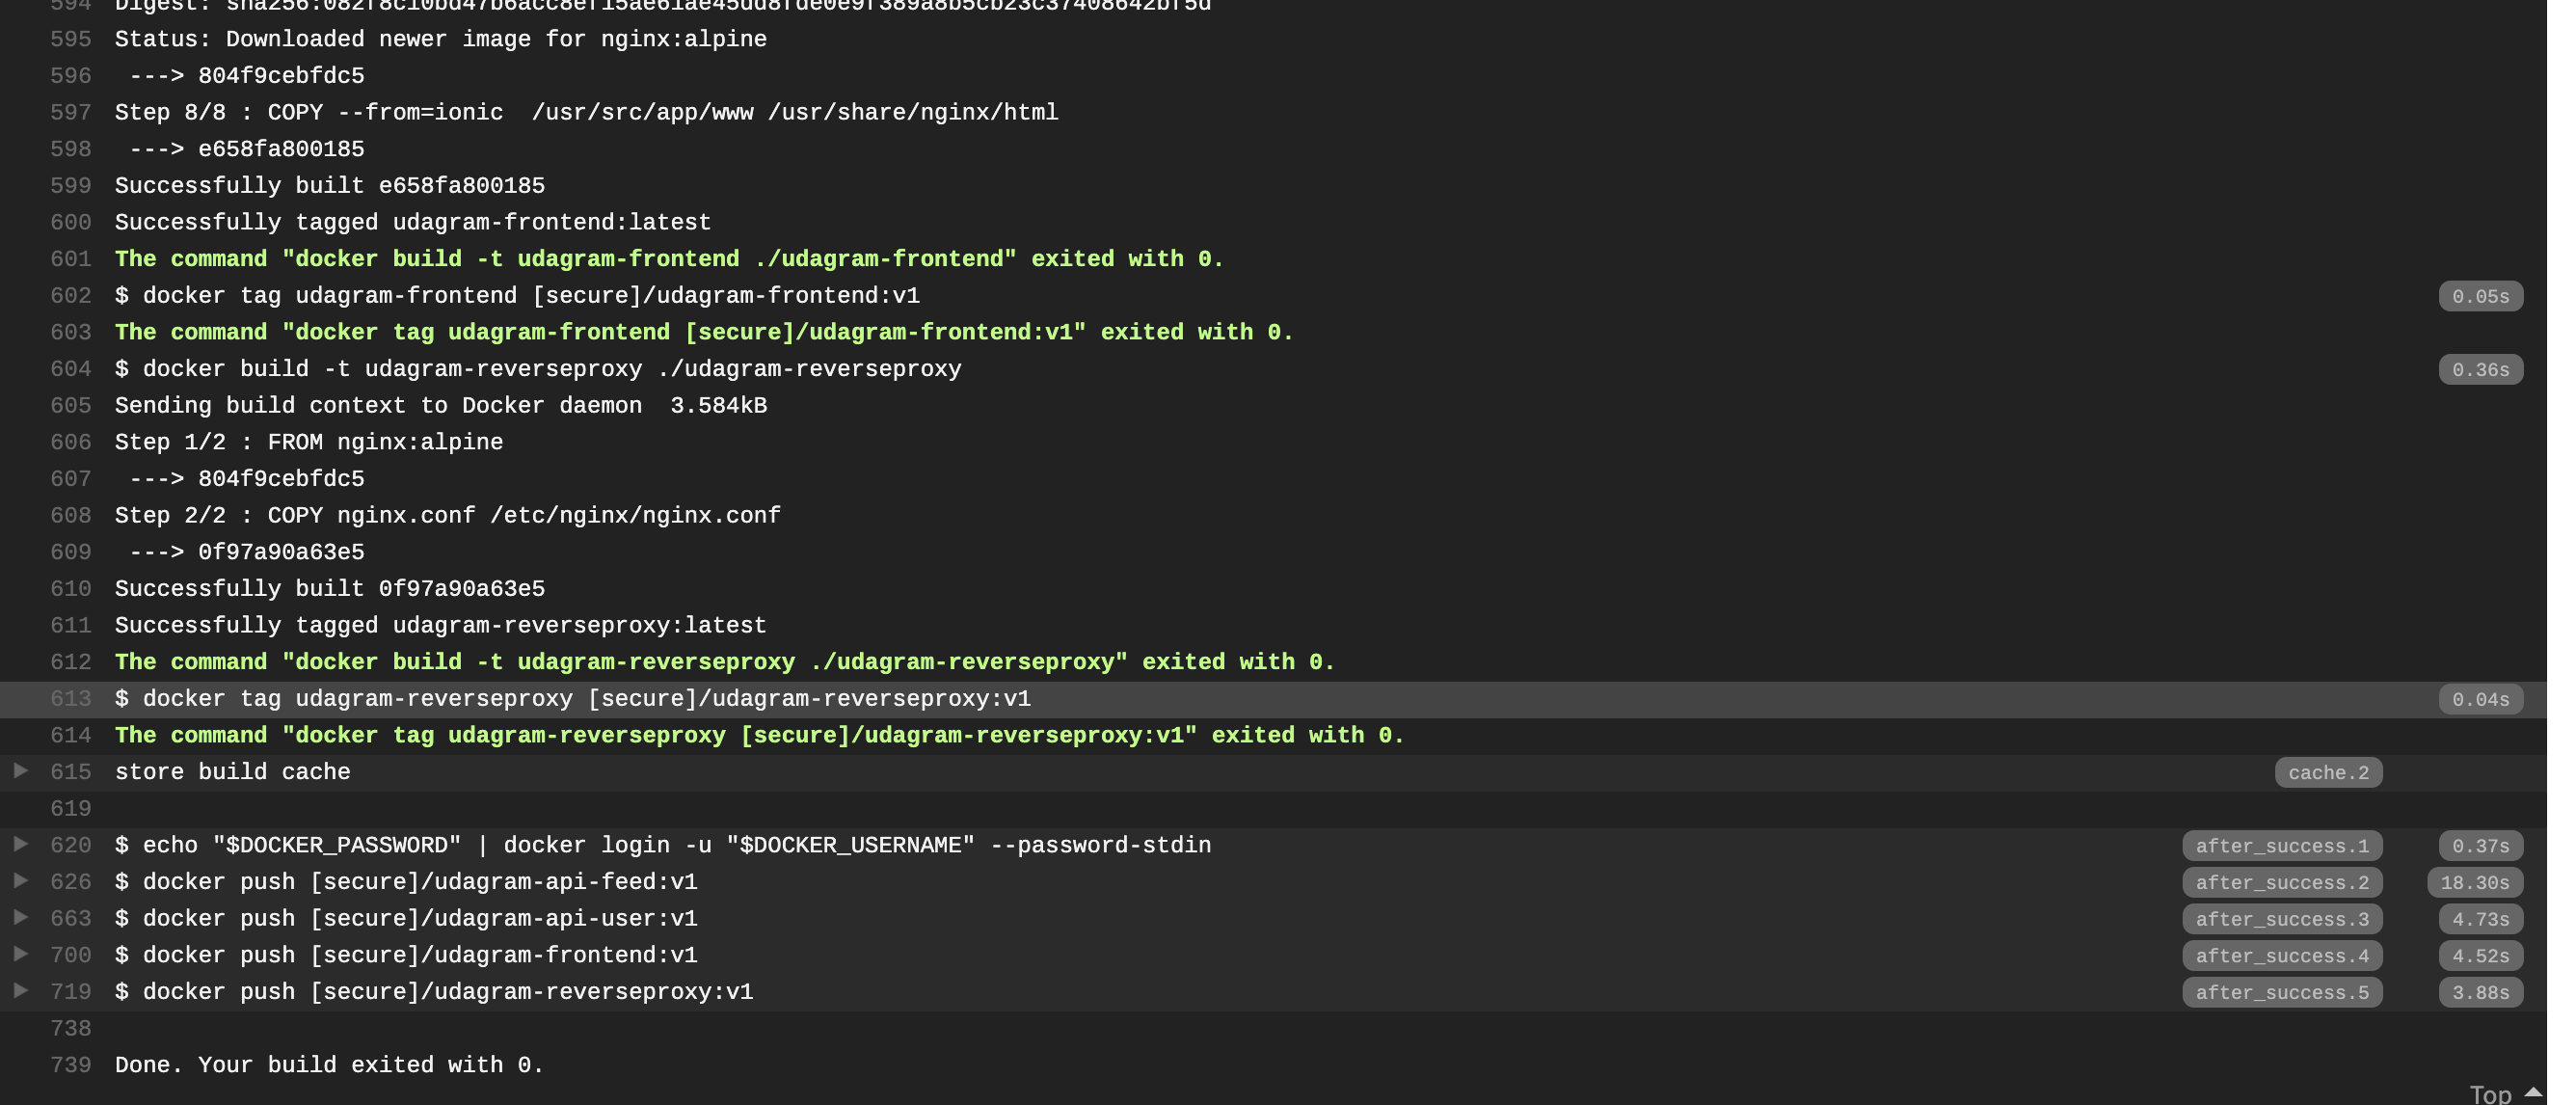 594 Digest:
595 Status: Downloaded newer image for nginx:alpine
596  ---> 804f9cebfdc5
597 Step 8/8 : COPY --from=ionic  /usr/src/app/www /usr/share/nginx/html
598  ---> e658fa800185
599 Successfully built e658fa800185
600 Successfully tagged udagram-frontend:latest
601 The command "docker build -t udagram-frontend ./udagram-frontend" exited with 0.
602 $ docker tag udagram-frontend [secure]/udagram-frontend:v1 0.05s
603 The command "docker tag udagram-frontend [secure]/udagram-frontend:v1" exited with 0.
604 $ docker build -t udagram-reverseproxy ./udagram-reverseproxy 0.36s
605 Sending build context to Docker daemon  3.584kB
606 Step 1/2 : FROM nginx:alpine
607  ---> 804f9cebfdc5
608 Step 2/2 : COPY nginx.conf /etc/nginx/nginx.conf
609  ---> 0f97a90a63e5
610 Successfully built 0f97a90a63e5
611 Successfully tagged udagram-reverseproxy:latest
612 The command "docker build -t udagram-reverseproxy ./udagram-reverseproxy" exited with 0.
613 $ docker tag udagram-reverseproxy [secure]/udagram-reverseproxy:v1 0.04s
614 The command "docker tag udagram-reverseproxy [secure]/udagram-reverseproxy:v1" exited with 0.
615 store build cache cache.2
619
620 $ echo "$DOCKER_PASSWORD" | docker login -u "$DOCKER_USERNAME" --password-stdin after_success.1 0.37s
626 $ docker push [secure]/udagram-api-feed:v1 after_success.2 18.30s
663 $ docker push [secure]/udagram-api-user:v1 after_success.3 4.73s
700 $ docker push [secure]/udagram-frontend:v1 after_success.4 4.52s
719 $ docker push [secure]/udagram-reverseproxy:v1 after_success.5 3.88s
738
739 Done. Your build exited with 0.
Top